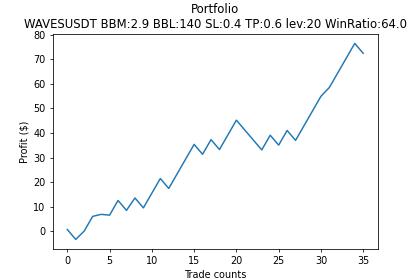 Portfolio
WAVESUSDT BBM:2.9 BBL:140 SL:0.4 TP:0.6 lev:20 WinRatio:64.0
80
70
60
50
40
30
20
10
0
Profit ($)
0 5 10 15 20 25 30 35
Trade counts